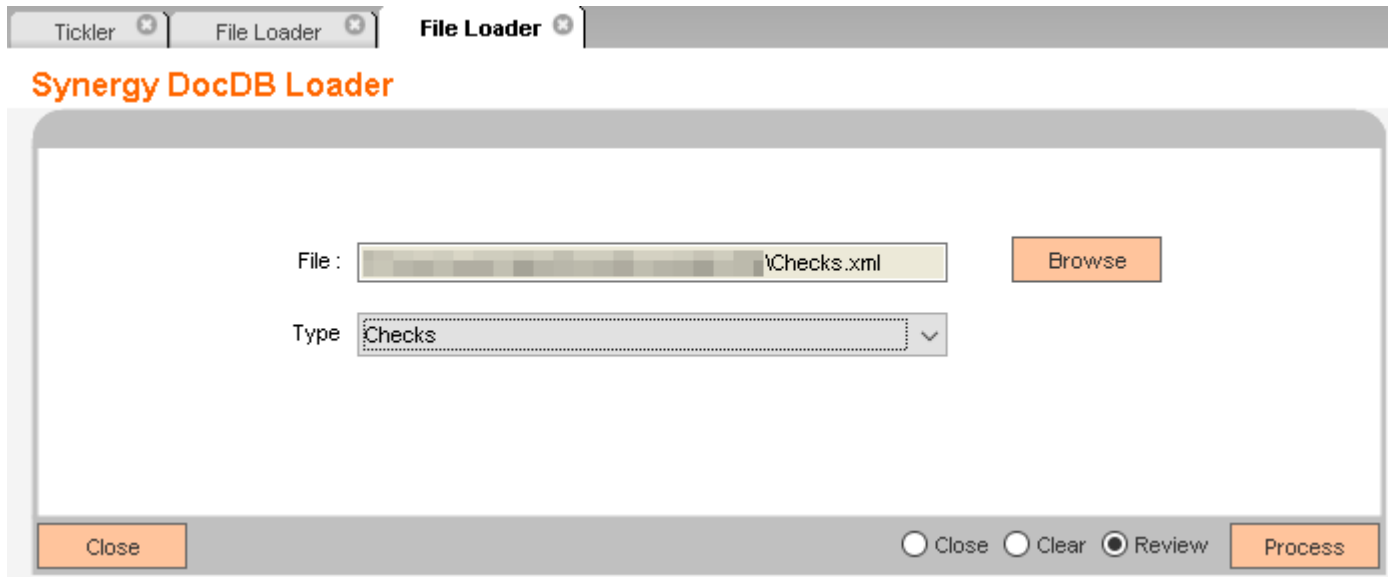 Tickler File Loader File Loader
Synergy DocDB Loader
File : \Checks.xml Browse
Type Checks
Close Close Clear Review Process